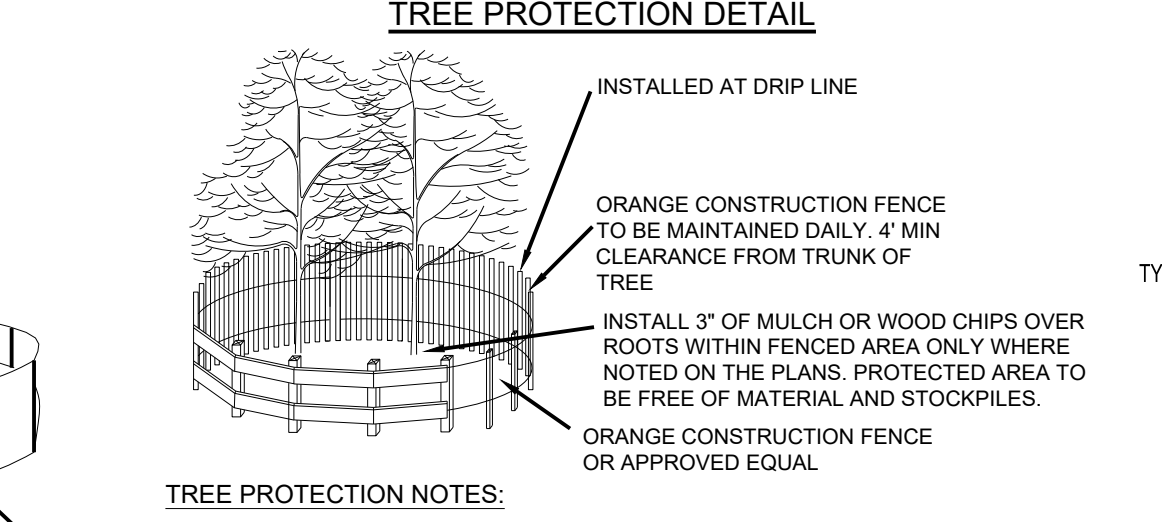 TREE PROTECTION DETAIL
INSTALLED AT DRIP LINE
ORANGE CONSTRUCTION FENCE
TO BE MAINTAINED DAILY. 4' MIN
CLEARANCE FROM TRUNK OF
TREE
TY
INSTALL 3" OF MULCH OR WOOD CHIPS OVER
ROOTS WITHIN FENCED AREA ONLY WHERE
NOTED ON THE PLANS. PROTECTED AREA TO
BE FREE OF MATERIAL AND STOCKPILES.
ORANGE CONSTRUCTION FENCE
OR APPROVED EQUAL
TREE PROTECTION NOTES: